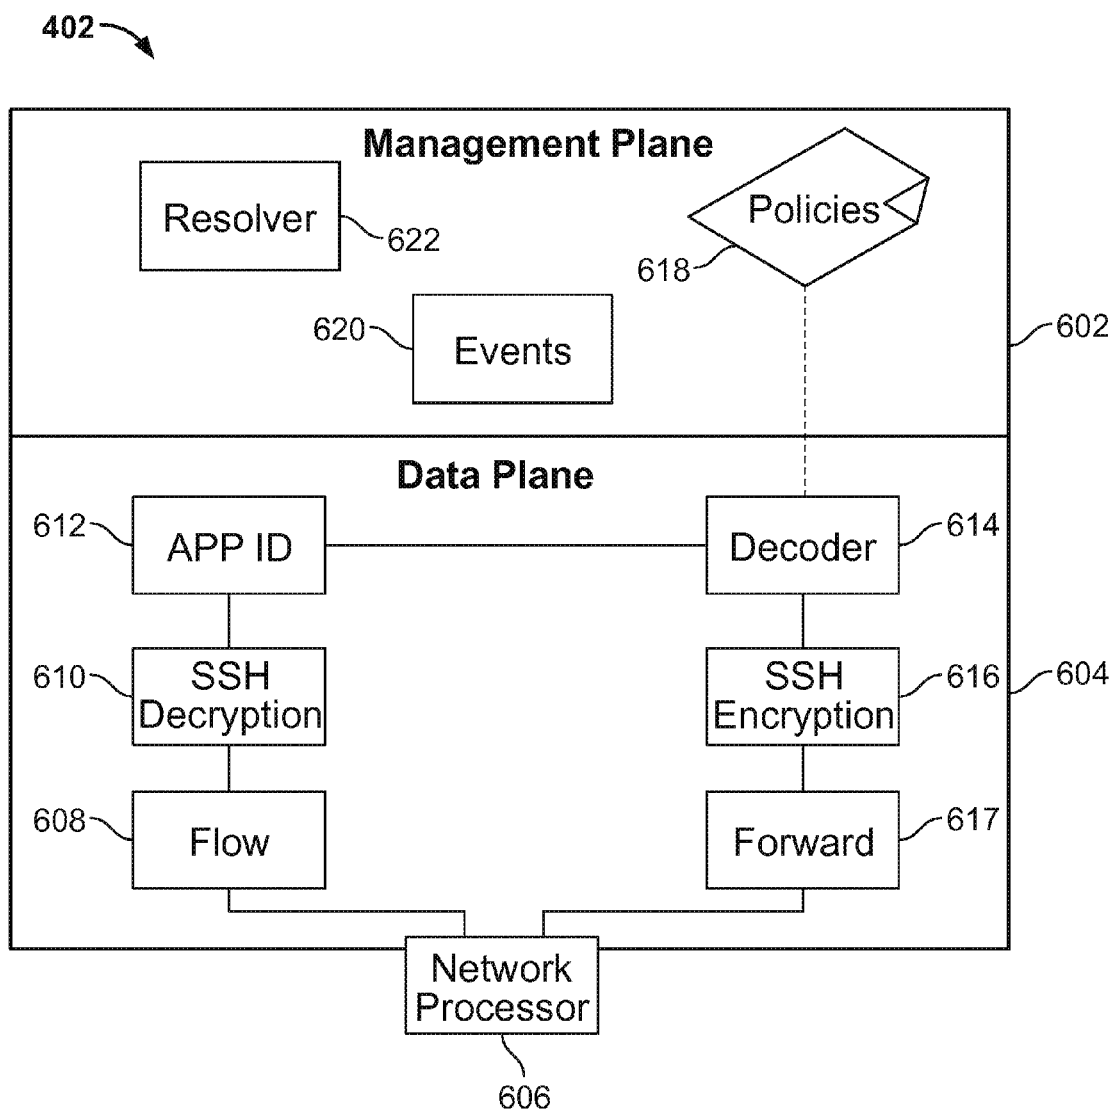 402
Management Plane
Resolver
622
Policies
618
620
Events
602
Data Plane
612
APP ID
Decoder
614
610
SSH
Decryption
SSH
Encryption
616
604
608
Flow
Forward
617
Network
Processor
606